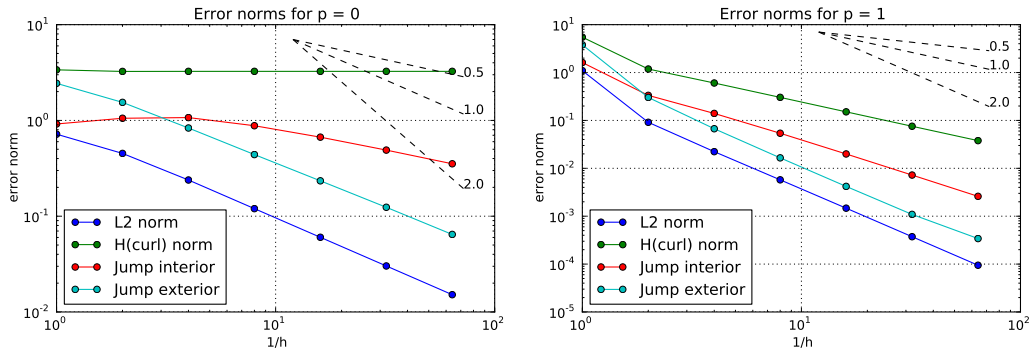 Error norms for p = 0
error norm
10^1
10^0
10^-1
10^-2
0.5
1.0
2.0
L2 norm
H(curl) norm
Jump interior
Jump exterior
10^0
10^1
10^2
1/h
Error norms for p = 1
error norm
10^1
10^0
10^-1
10^-2
10^-3
10^-4
10^-5
0.5
1.0
2.0
L2 norm
H(curl) norm
Jump interior
Jump exterior
10^0
10^1
10^2
1/h